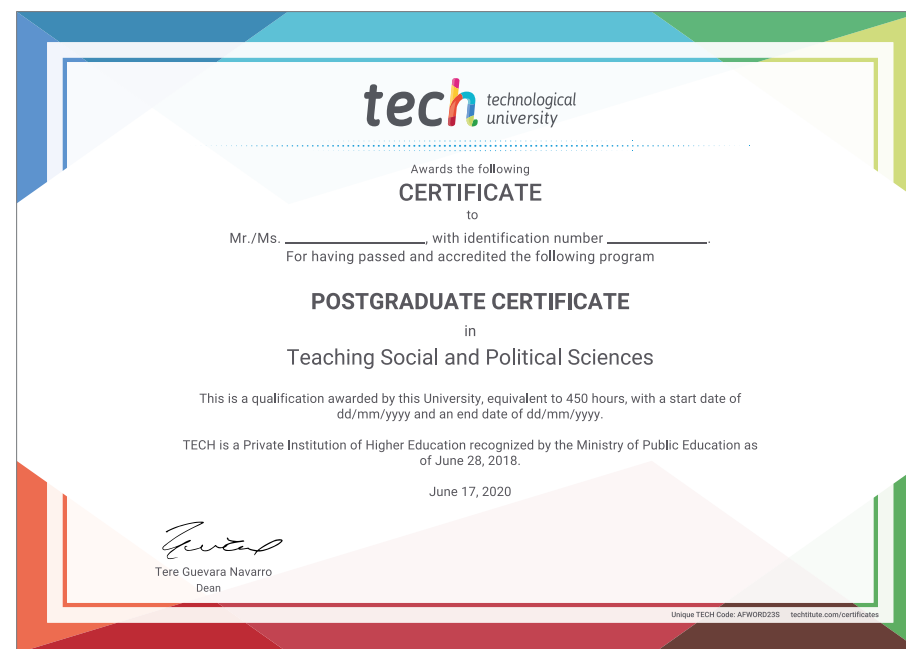 tech technological
university
Awards the following
CERTIFICATE
to
Mr./Ms. ____________________, with identification number ______________.
For having passed and accredited the following program
POSTGRADUATE CERTIFICATE
in
Teaching Social and Political Sciences
This is a qualification awarded by this University, equivalent to 450 hours, with a start date of
dd/mm/yyyy and an end date of dd/mm/yyyy.
TECH is a Private Institution of Higher Education recognized by the Ministry of Public Education as
of June 28, 2018.
June 17, 2020
Tere Guevara Navarro
Dean
Unique TECH Code: AFWORD23S techtitute.com/certificates